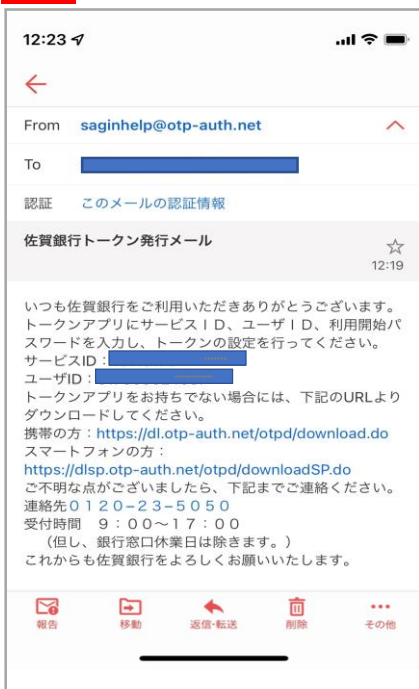 12:23
From saginhelp@otp-auth.net
To
認証 このメールの認証情報
佐賀銀行トークン発行メール
12:19
いつも佐賀銀行をご利用いただきありがとうございます。
トークンアプリにサービスＩＤ、ユーザＩＤ、利用開始パ
スワードを入力し、トークンの設定を行ってください。
サービスID：
ユーザID：
トークンアプリをお持ちでない場合には、下記のURLより
ダウンロードしてください。
携帯の方：https://dl.otp-auth.net/otpd/download.do
スマートフォンの方：
https://dlsp.otp-auth.net/otpd/downloadSP.do
ご不明な点がございましたら、下記までご連絡ください。
連絡先０１２０−２３−５０５０
受付時間　９：００〜１７：００
（但し、銀行窓口休業日は除きます。）
これからも佐賀銀行をよろしくお願いいたします。
報告 移動 返信・転送 削除 その他